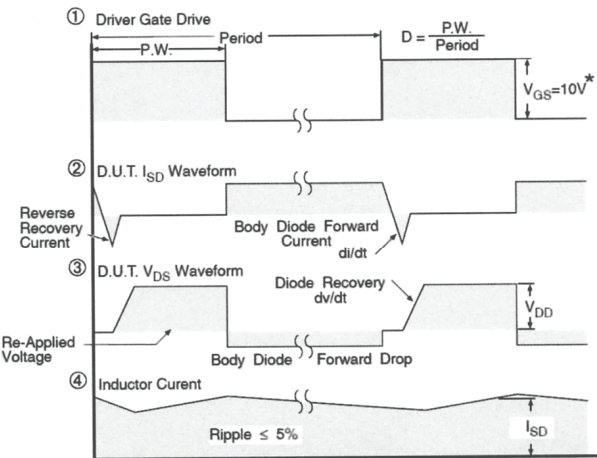 ① Driver Gate Drive
Period
P.W.
D = P.W. / Period
V_GS=10V*
② D.U.T. I_SD Waveform
Reverse
Recovery
Current
Body Diode Forward
Current
di/dt
③ D.U.T. V_DS Waveform
Diode Recovery
dv/dt
V_DD
Re-Applied
Voltage
Body Diode Forward Drop
④ Inductor Curent
Ripple ≤ 5%
I_SD